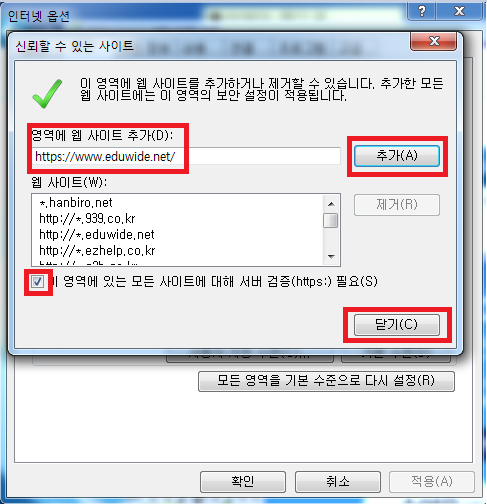 인터넷 옵션
신뢰할 수 있는 사이트
이 영역에 웹 사이트를 추가하거나 제거할 수 있습니다. 추가한 모든
웹 사이트에는 이 영역의 보안 설정이 적용됩니다.
영역에 웹 사이트 추가(D):
https://www.eduwide.net/
추가(A)
웹 사이트(W):
*.hanbiro.net
http://*.939.co.kr
http://*.eduwide.net
http://*.ezhelp.co.kr
제거(R)
이 영역에 있는 모든 사이트에 대해 서버 검증(https:) 필요(S)
닫기(C)
모든 영역을 기본 수준으로 다시 설정(R)
확인
취소
적용(A)